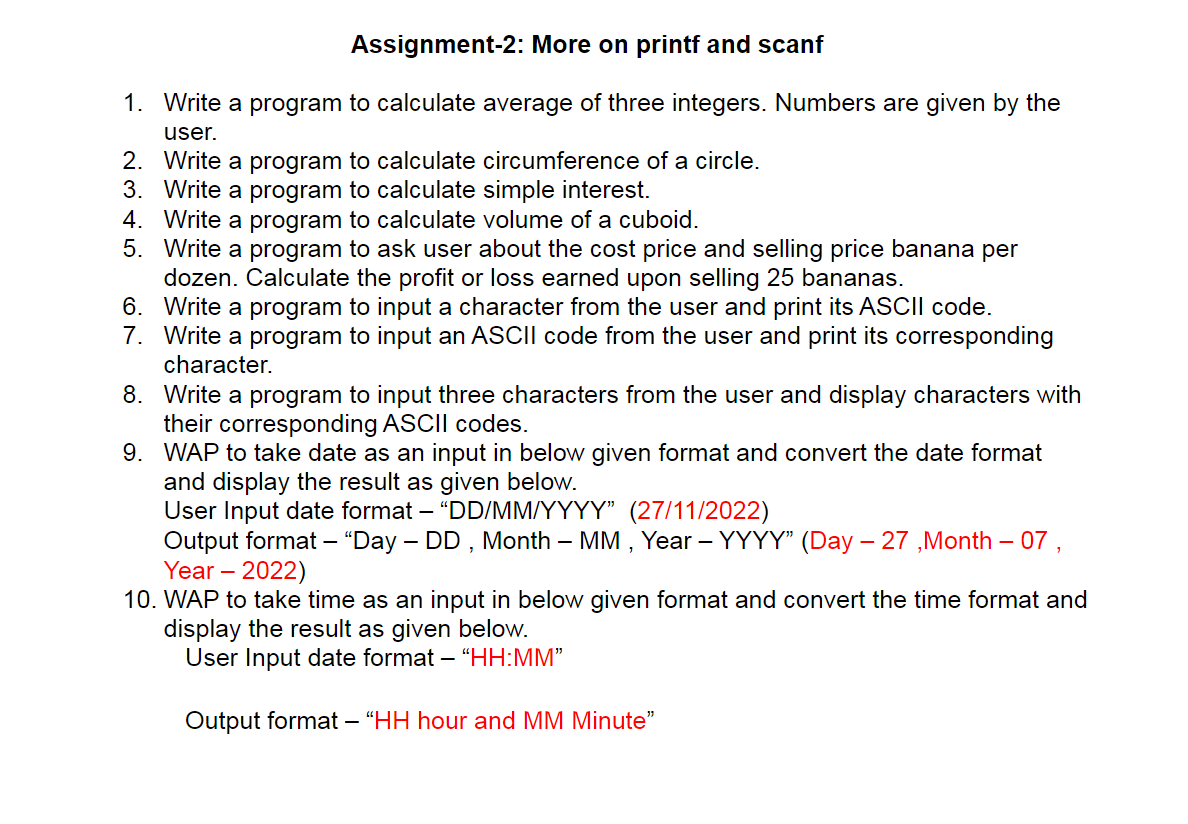 Assignment-2: More on printf and scanf
1. Write a program to calculate average of three integers. Numbers are given by the
user.
2. Write a program to calculate circumference of a circle.
3. Write a program to calculate simple interest.
4. Write a program to calculate volume of a cuboid.
5. Write a program to ask user about the cost price and selling price banana per
dozen. Calculate the profit or loss earned upon selling 25 bananas.
6. Write a program to input a character from the user and print its ASCII code.
7. Write a program to input an ASCII code from the user and print its corresponding
character.
8. Write a program to input three characters from the user and display characters with
their corresponding ASCII codes.
9. WAP to take date as an input in below given format and convert the date format
and display the result as given below.
User Input date format – “DD/MM/YYYY” (27/11/2022)
Output format – “Day – DD , Month – MM , Year – YYYY” (Day – 27 ,Month – 07 ,
Year – 2022)
10. WAP to take time as an input in below given format and convert the time format and
display the result as given below.
User Input date format – “HH:MM”
Output format – “HH hour and MM Minute”